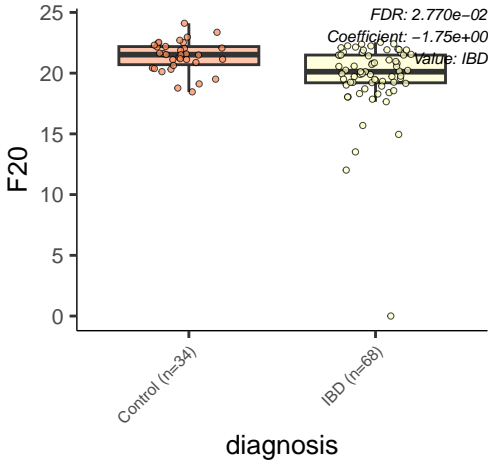 FDR: 2.770e−02
Coefficient: −1.75e+00
Value: IBD
25
20
15
10
5
0
F20
Control (n=34)
IBD (n=68)
diagnosis